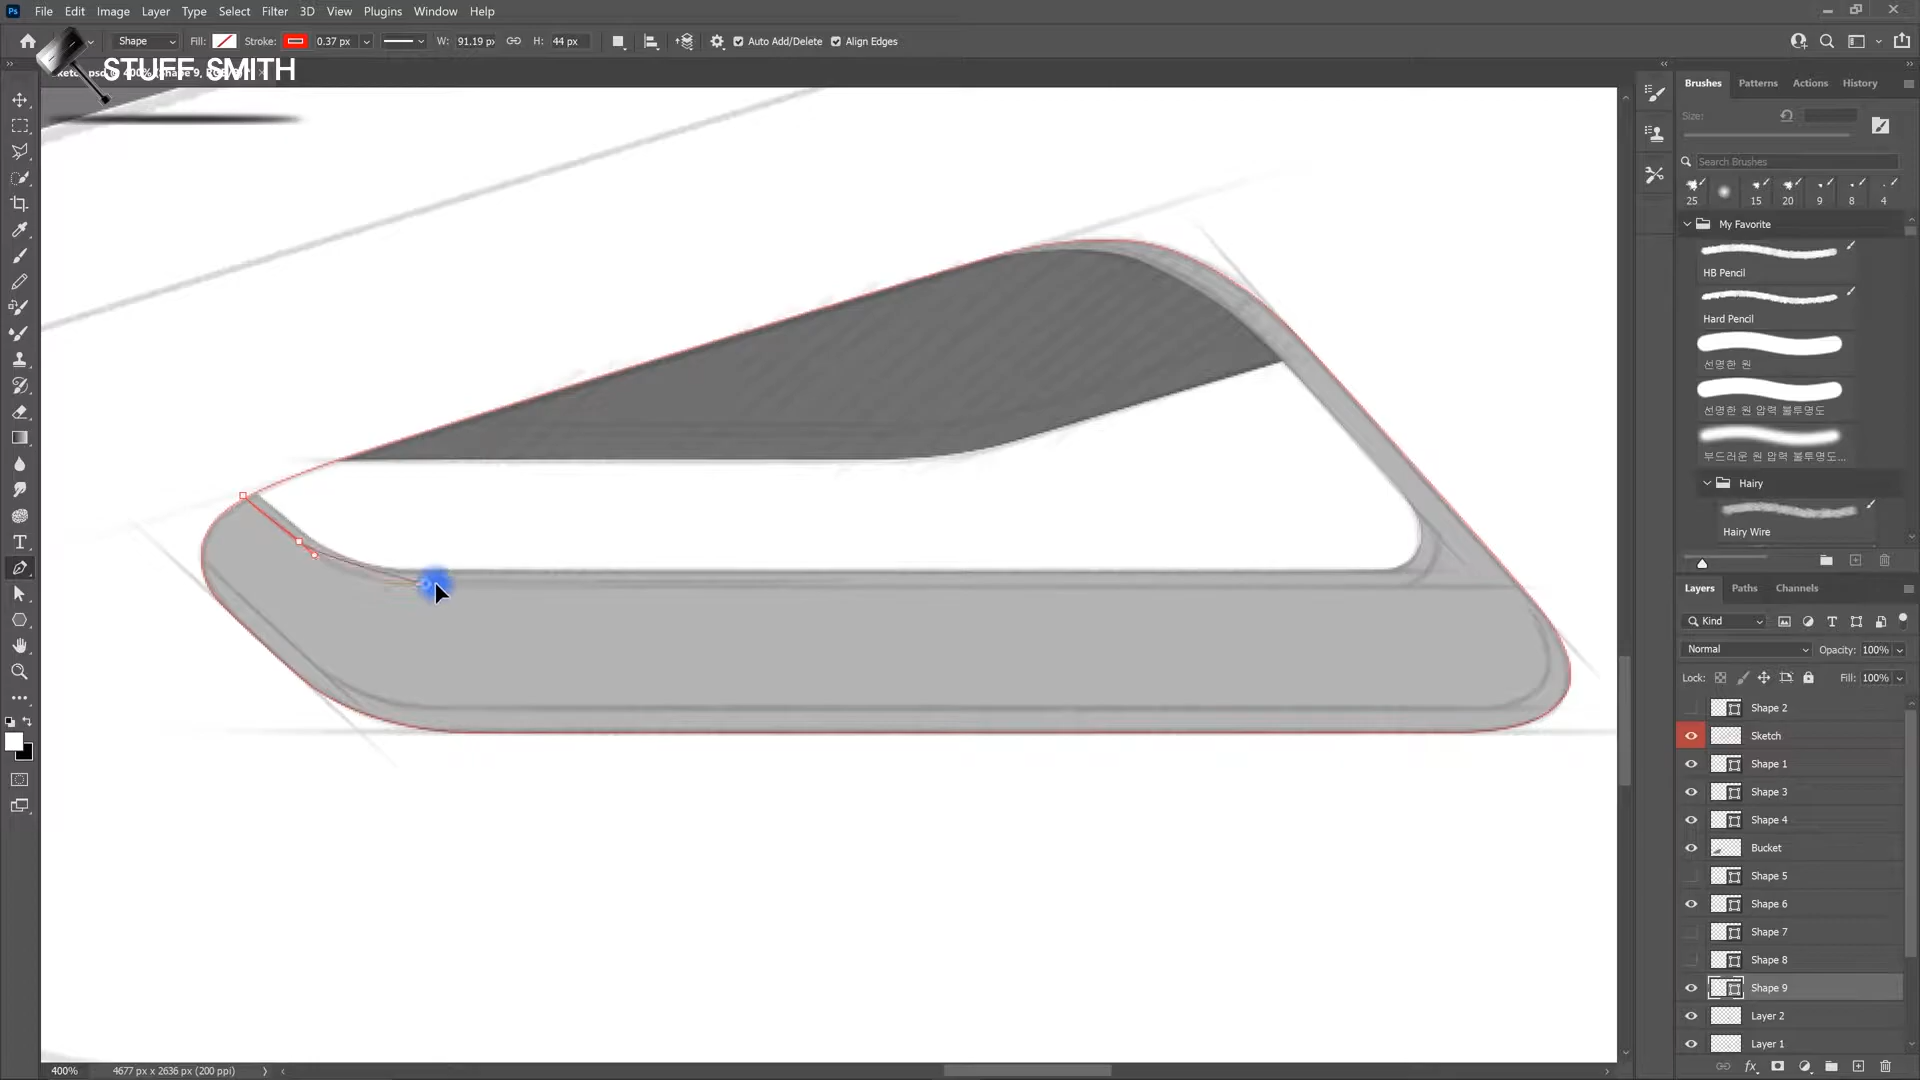 Ps File Edit Image Layer Type Select Filter 3D View Plugins Window Help
Shape Fill: Stroke: 0.37 px W: 91.19 px H: 44 px Auto Add/Delete Align Edges
STUFF SMITH
Brushes Patterns Actions History
Size:
Search Brushes
25 15 20 9 8 4
My Favorite
HB Pencil
Hard Pencil
선명한 원
선명한 원 압력 불투명도
부드러운 원 압력 불투명도...
Hairy
Hairy Wire
Layers Paths Channels
Kind
Normal Opacity: 100%
Lock: Fill: 100%
Shape 2
Sketch
Shape 1
Shape 3
Shape 4
Bucket
Shape 5
Shape 6
Shape 7
Shape 8
Shape 9
Layer 2
Layer 1
400% 4677 px x 2636 px (200 ppi)